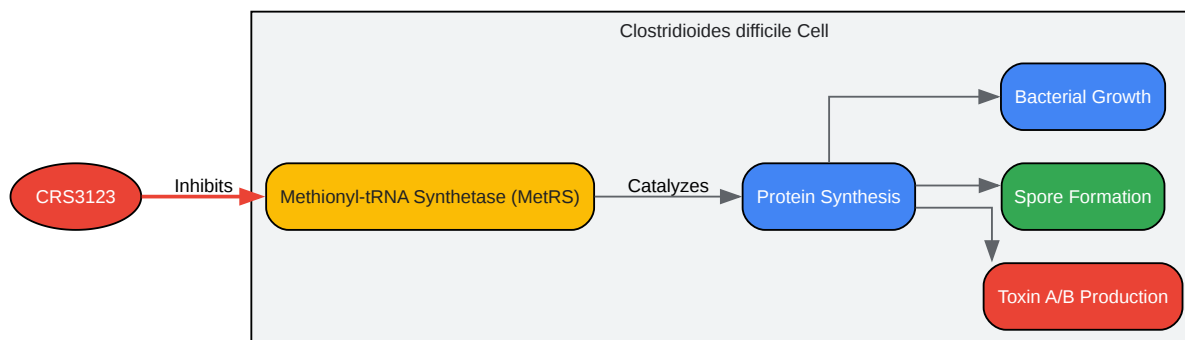 Clostridioides difficile Cell
Bacterial Growth
CRS3123
Inhibits
Methionyl-tRNA Synthetase (MetRS)
Catalyzes
Protein Synthesis
Spore Formation
Toxin A/B Production